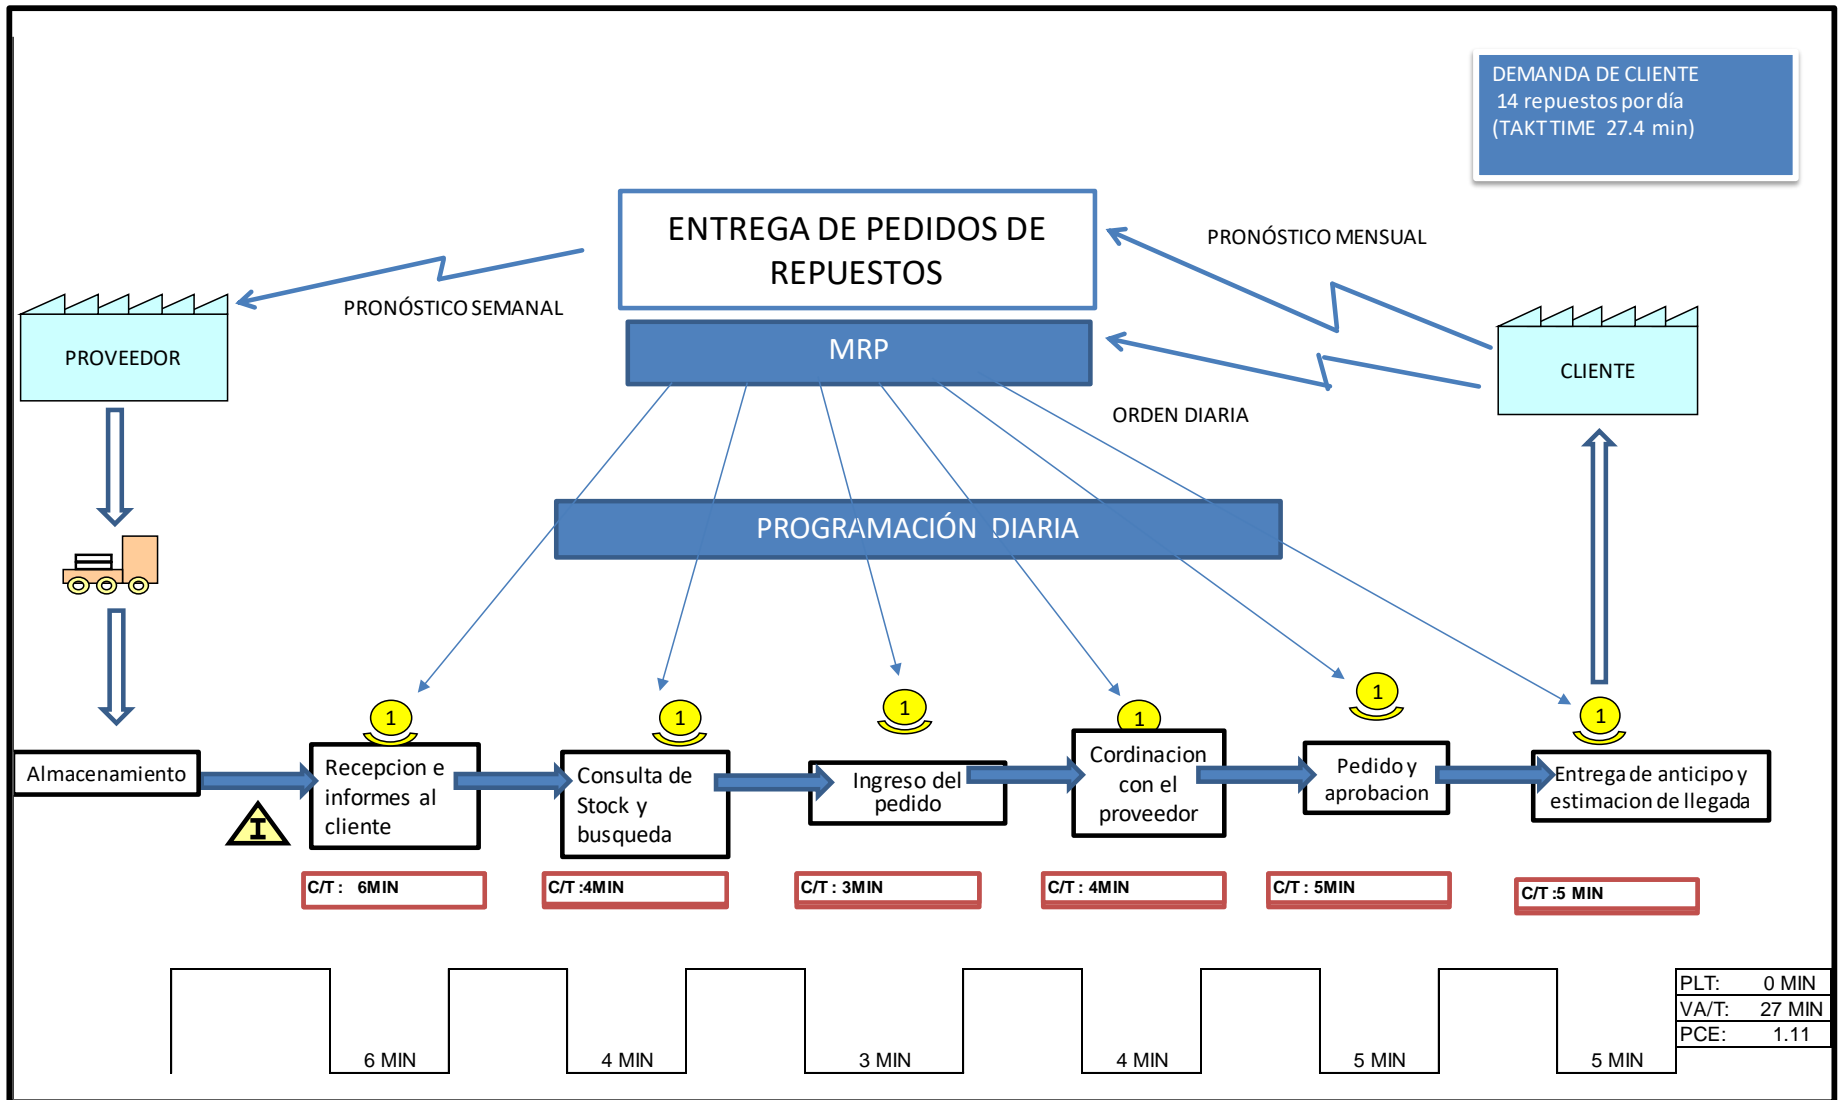 DEMANDA DE CLIENTE
14 repuestos por día
(TAKT TIME 27.4 min)
ENTREGA DE PEDIDOS DE
REPUESTOS
PRONÓSTICO MENSUAL
PRONÓSTICO SEMANAL
MRP
PROVEEDOR
CLIENTE
ORDEN DIARIA
PROGRAMACIÓN DIARIA
1
1
1
1
1
1
Almacenamiento
I
Recepcion e
informes al
cliente
Consulta de
Stock y
busqueda
Ingreso del
pedido
Cordinacion
con el
proveedor
Pedido y
aprobacion
Entrega de anticipo y
estimacion de llegada
C/T : 6MIN
C/T :4MIN
C/T : 3MIN
C/T : 4MIN
C/T : 5MIN
C/T :5 MIN
6 MIN
4 MIN
3 MIN
4 MIN
5 MIN
5 MIN
PLT: 0 MIN
VA/T: 27 MIN
PCE: 1.11